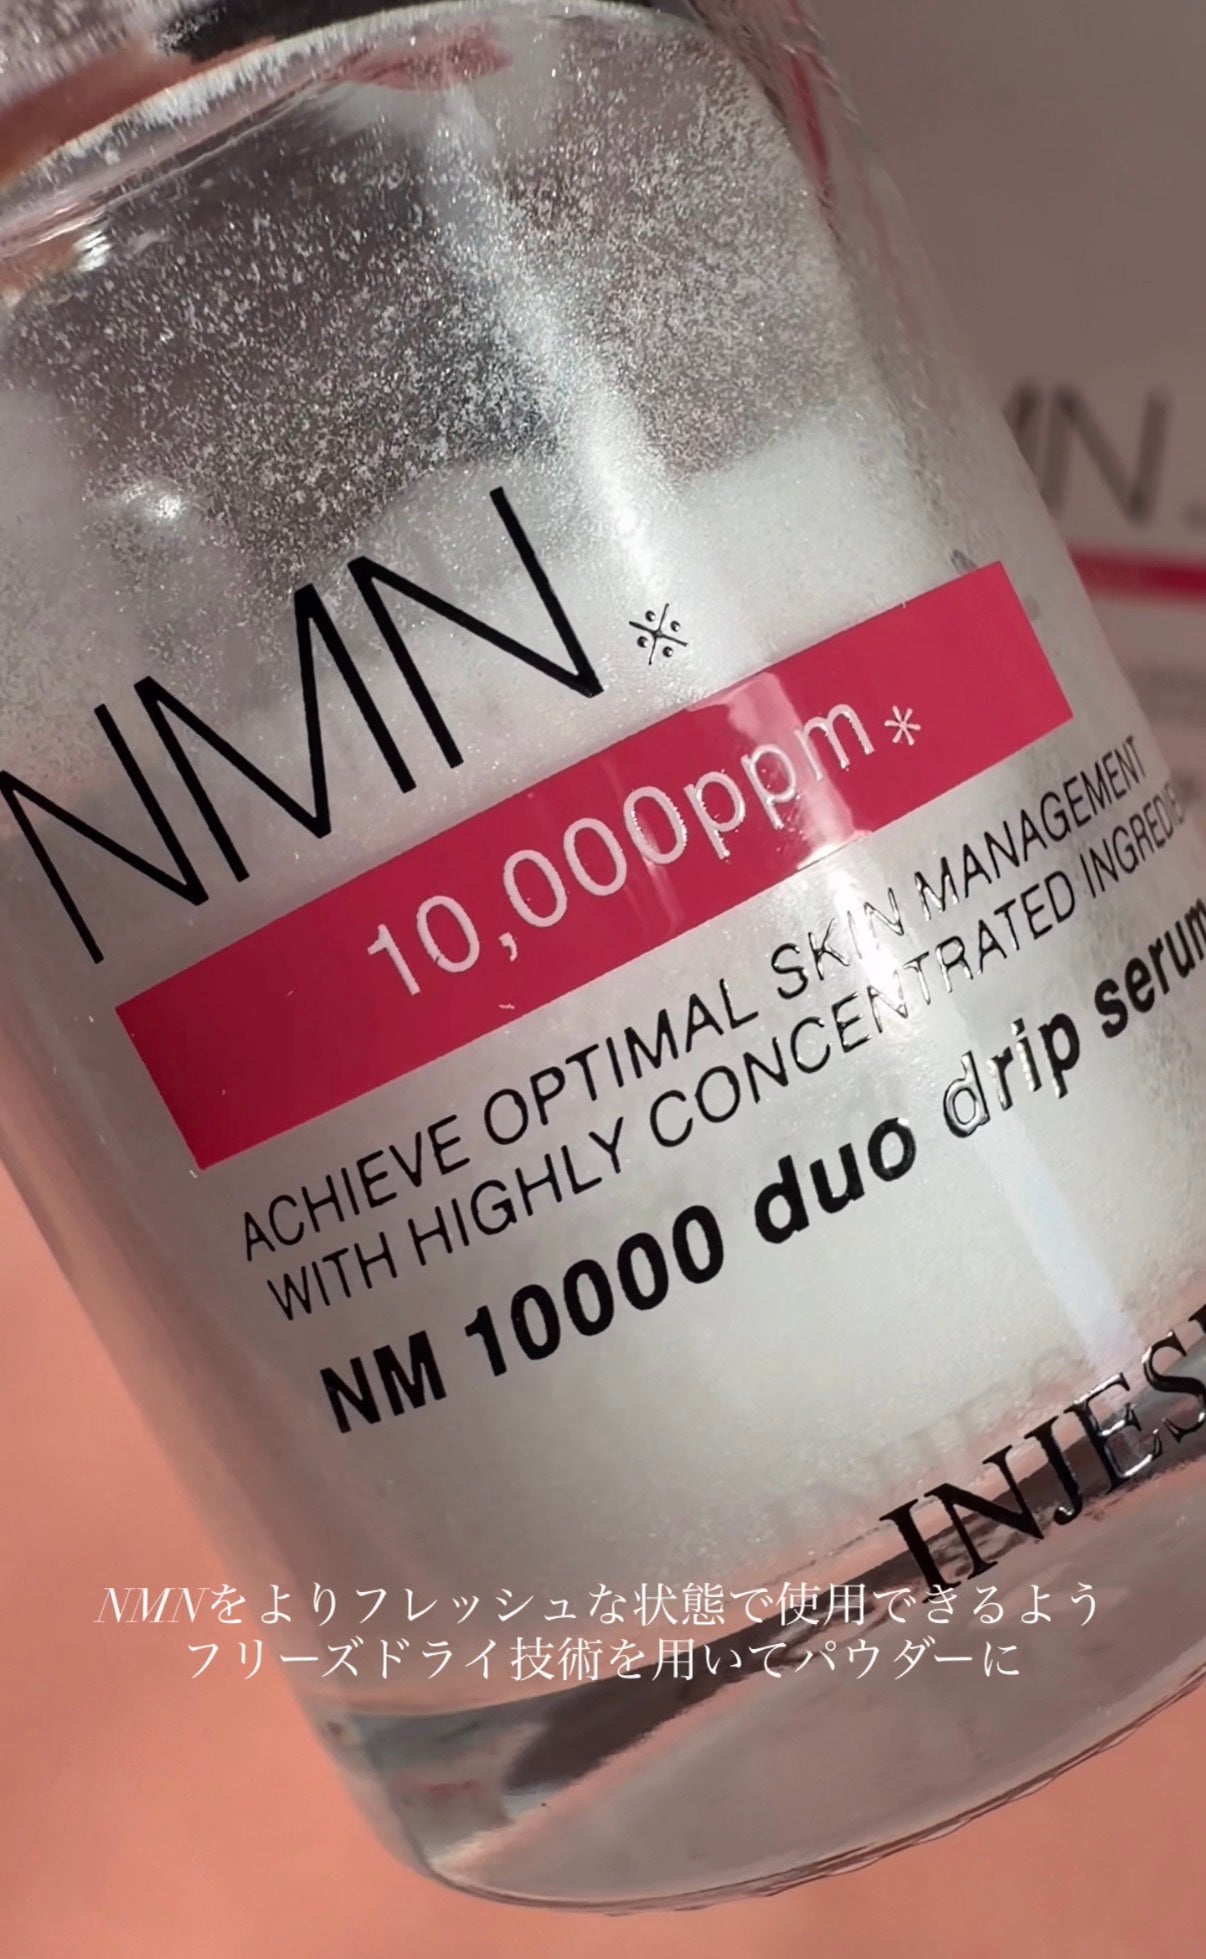 NMN※
10,000ppm*
ACHIEVE OPTIMAL SKIN MANAGEMENT
WITH HIGHLY CONCENTRATED
NM 10000 duo drip serum
NMNをよりフレッシュな状態で使用できるよう
フリーズドライ技術を用いてパウダーに